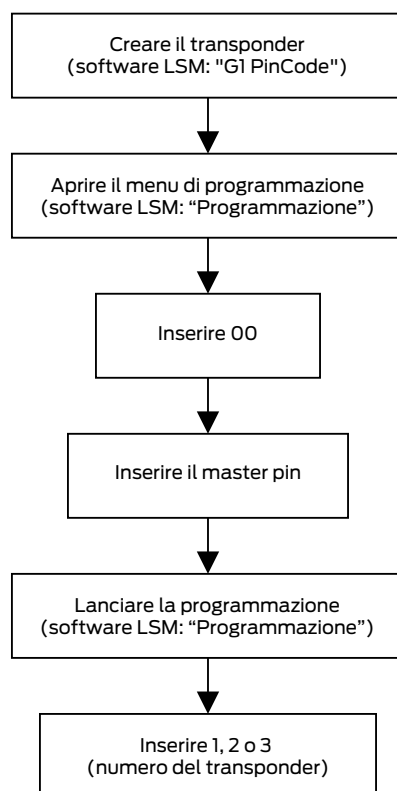 Creare il transponder
(software LSM: "G1 PinCode")
Aprire il menu di programmazione
(software LSM: “Programmazione”)
Inserire 00
Inserire il master pin
Lanciare la programmazione
(software LSM: “Programmazione”)
Inserire 1, 2 o 3
(numero del transponder)